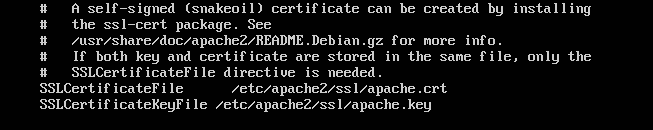 #   A self-signed (snakeoil) certificate can be created by installing
#   the ssl-cert package. See
#   /usr/share/doc/apache2/README.Debian.gz for more info.
#   If both key and certificate are stored in the same file, only the
#   SSLCertificateFile directive is needed.
SSLCertificateFile      /etc/apache2/ssl/apache.crt
SSLCertificateKeyFile /etc/apache2/ssl/apache.key